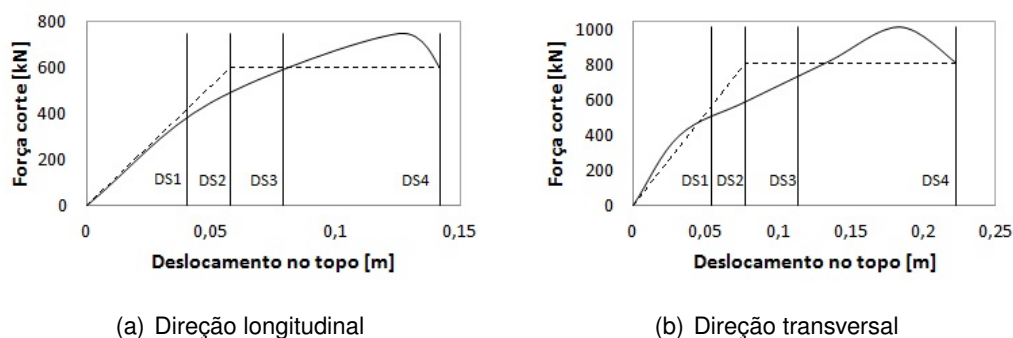 Força corte [kN]
800
600
400
200
0
DS1
DS2
DS3
DS4
0
0,05
0,1
0,15
Deslocamento no topo [m]
(a) Direção longitudinal
Força corte [kN]
1000
800
600
400
200
0
DS1
DS2
DS3
DS4
0
0,05
0,1
0,15
0,2
0,25
Deslocamento no topo [m]
(b) Direção transversal